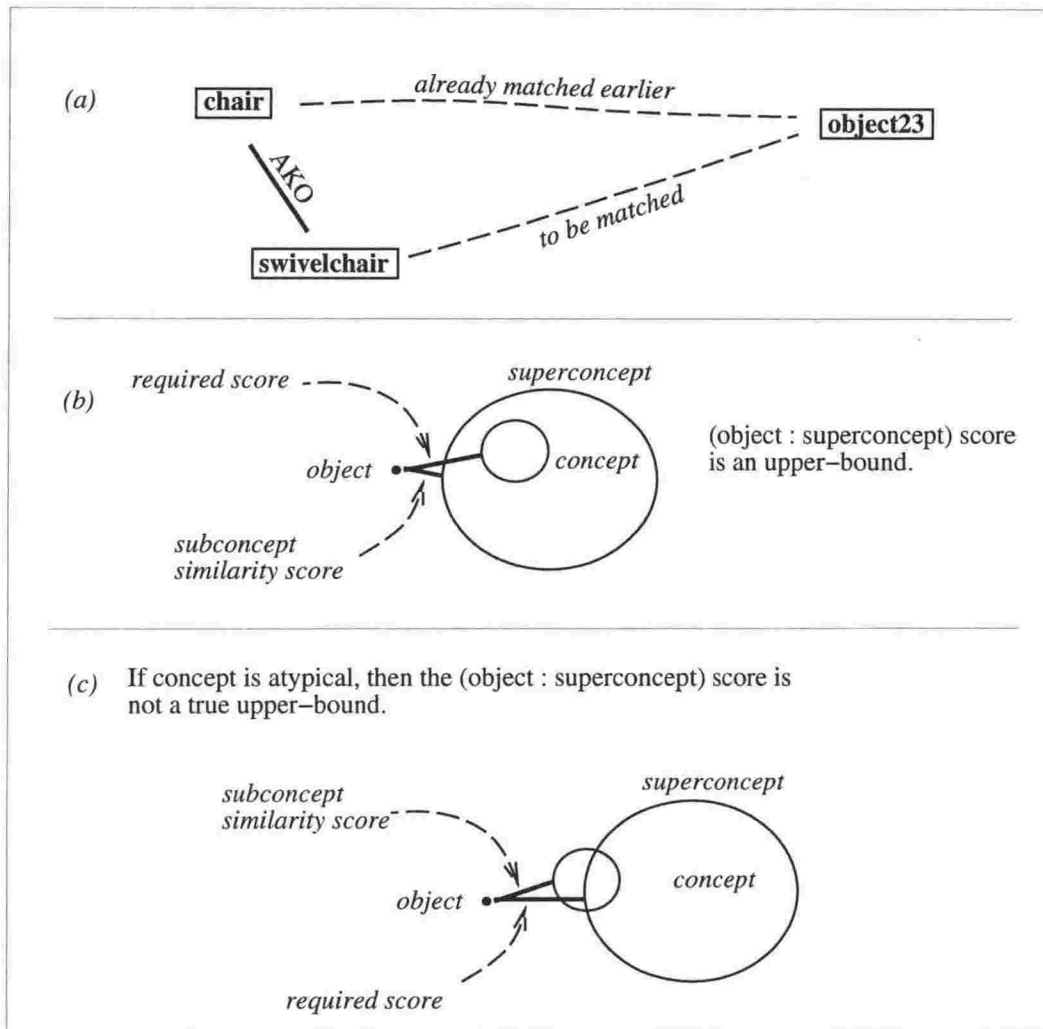 (a)
chair
already matched earlier
object23
AKO
to be matched
swivelchair
(b)
required score
superconcept
(object : superconcept) score
is an upper−bound.
object
concept
subconcept
similarity score
(c)
If concept is atypical, then the (object : superconcept) score is
not a true upper−bound.
superconcept
subconcept
similarity score
concept
object
required score